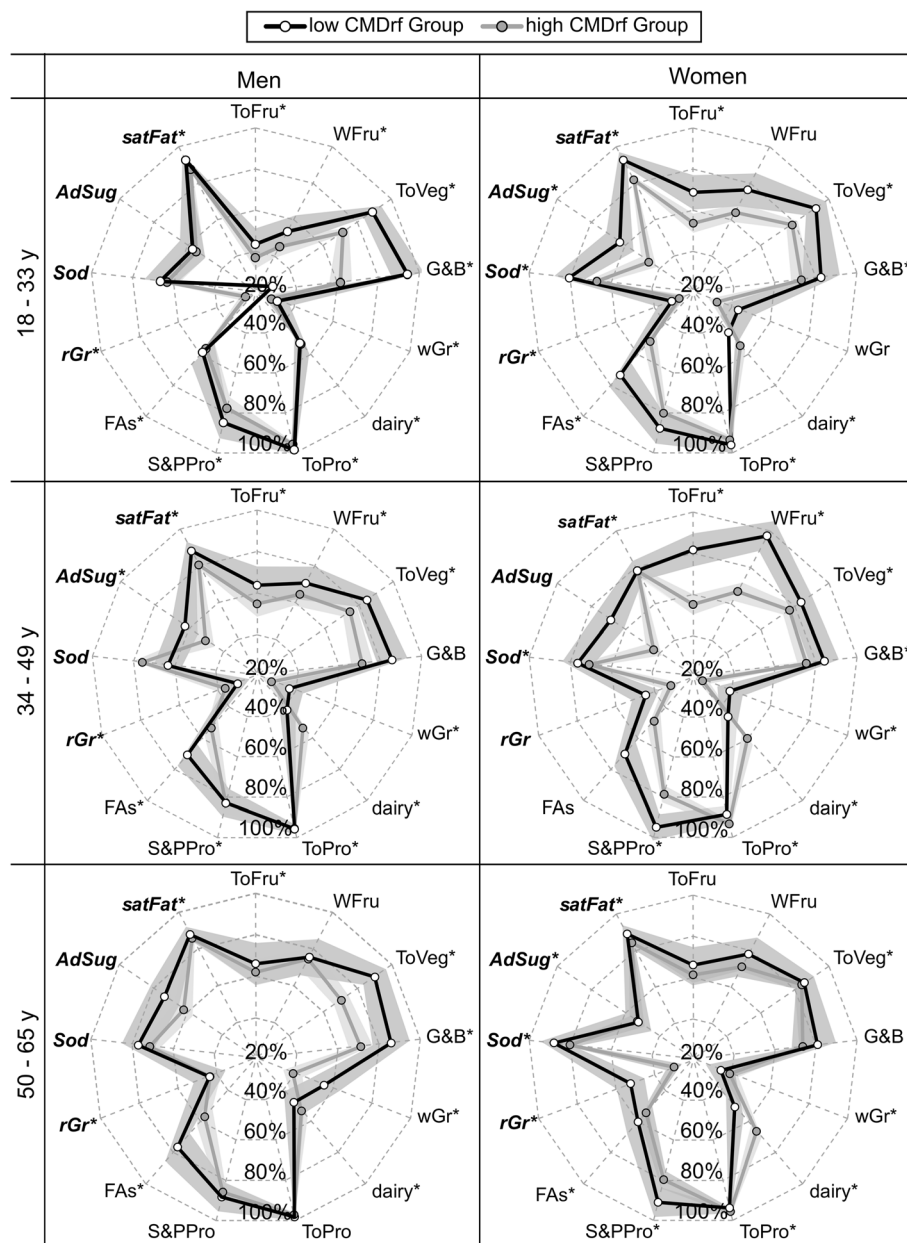 low CMDrf Group high CMDrf Group
Men Women
18 - 33 y
ToFru*
WFru*
ToVeg*
G&B*
wGr*
dairy*
ToPro*
S&PPro*
FAs*
rGr*
Sod
AdSug
satFat*
20%
40%
60%
80%
100%
ToFru*
WFru
ToVeg*
G&B*
wGr
dairy*
ToPro*
S&PPro*
FAs*
rGr*
Sod*
AdSug*
satFat*
20%
40%
60%
80%
100%
34 - 49 y
ToFru*
WFru*
ToVeg*
G&B
wGr*
dairy*
ToPro*
S&PPro*
FAs*
rGr*
Sod
AdSug*
satFat*
20%
40%
60%
80%
100%
ToFru*
WFru*
ToVeg*
G&B*
wGr*
dairy*
ToPro*
S&PPro*
FAs
rGr
Sod*
AdSug
satFat*
20%
40%
60%
80%
100%
50 - 65 y
ToFru*
WFru
ToVeg*
G&B*
wGr*
dairy*
ToPro
S&PPro
FAs*
rGr*
Sod
AdSug
satFat*
20%
40%
60%
80%
100%
ToFru
WFru
ToVeg*
G&B
wGr*
dairy*
ToPro*
S&PPro*
FAs*
rGr*
Sod*
AdSug*
satFat*
20%
40%
60%
80%
100%